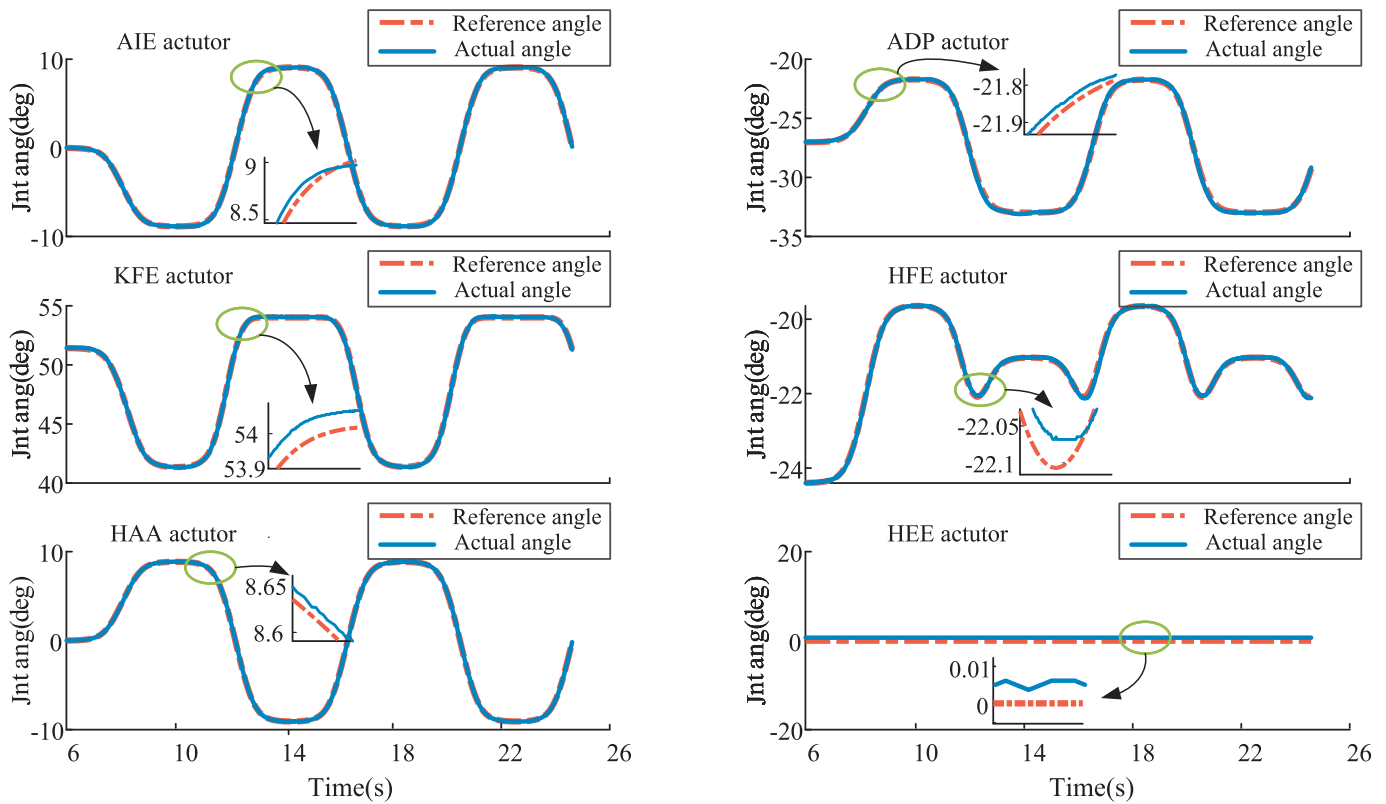 AIE actutor
Reference angle
Actual angle
Jnt ang(deg)
10
0
-10
9
8.5
ADP actutor
Reference angle
Actual angle
Jnt ang(deg)
-20
-25
-30
-35
-21.8
-21.9
KFE actutor
Reference angle
Actual angle
Jnt ang(deg)
55
50
45
40
54
53.9
HFE actutor
Reference angle
Actual angle
Jnt ang(deg)
-20
-22
-24
-22.05
-22.1
HAA actutor
Reference angle
Actual angle
Jnt ang(deg)
10
0
-10
8.65
8.6
6 10 14 18 22 26
Time(s)
HEE actutor
Reference angle
Actual angle
Jnt ang(deg)
20
0
-20
0.01
0
6 10 14 18 22 26
Time(s)